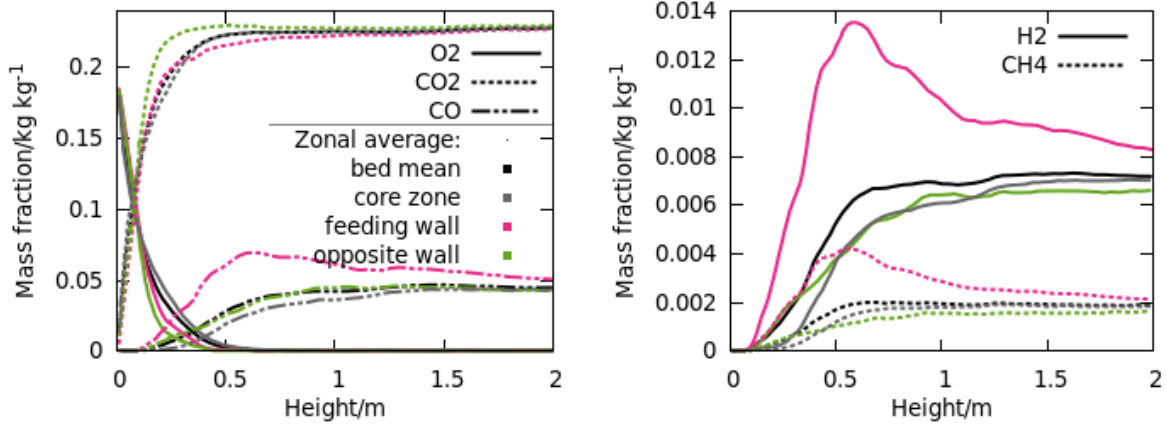 Mass fraction/kg kg-1
0.2
0.15
0.1
0.05
0
O2
CO2
CO
Zonal average:
bed mean
core zone
feeding wall
opposite wall
0 0.5 1 1.5 2
Height/m
Mass fraction/kg kg-1
0.014
0.012
0.010
0.008
0.006
0.004
0.002
0
H2
CH4
0 0.5 1 1.5 2
Height/m